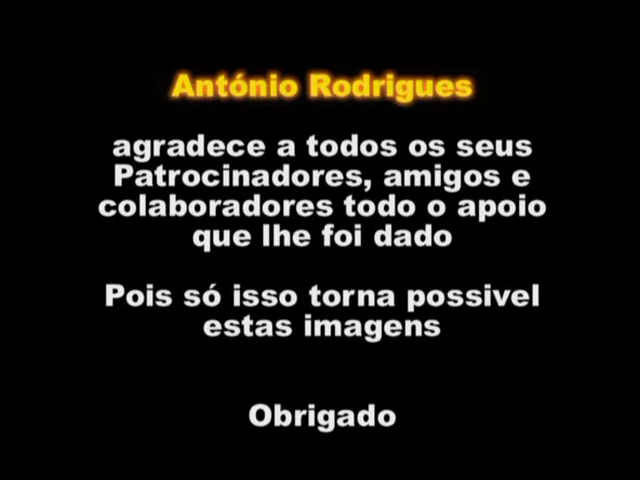 António Rodrigues
agradece a todos os seus
Patrocinadores, amigos e
colaboradores todo o apoio
que lhe foi dado
Pois só isso torna possivel
estas imagens
Obrigado